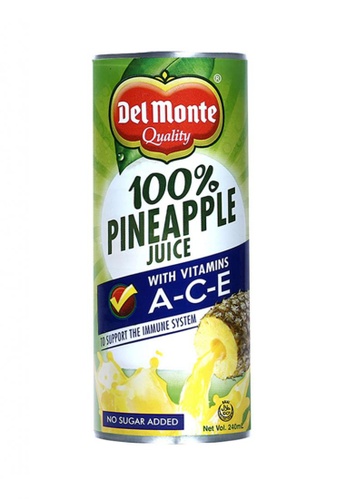 ®
Del Monte
Quality
100%
PINEAPPLE
JUICE
WITH VITAMINS
A-C-E
TO SUPPORT THE IMMUNE SYSTEM
NO SUGAR ADDED
Net Vol. 240mL